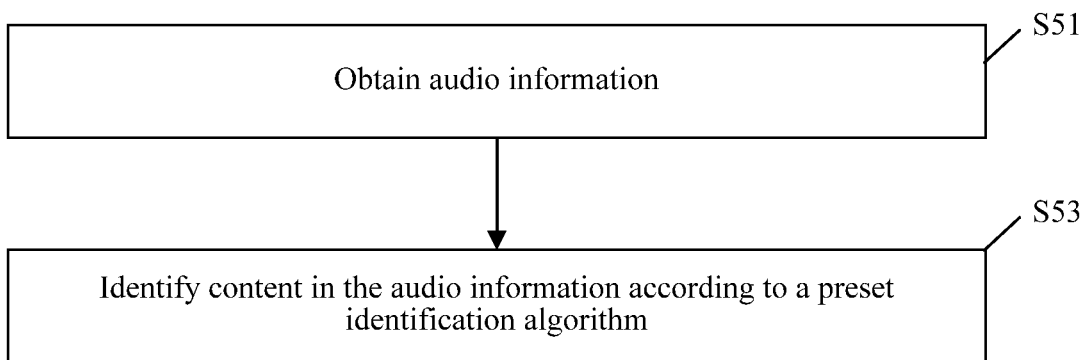 S51
Obtain audio information
S53
Identify content in the audio information according to a preset
identification algorithm